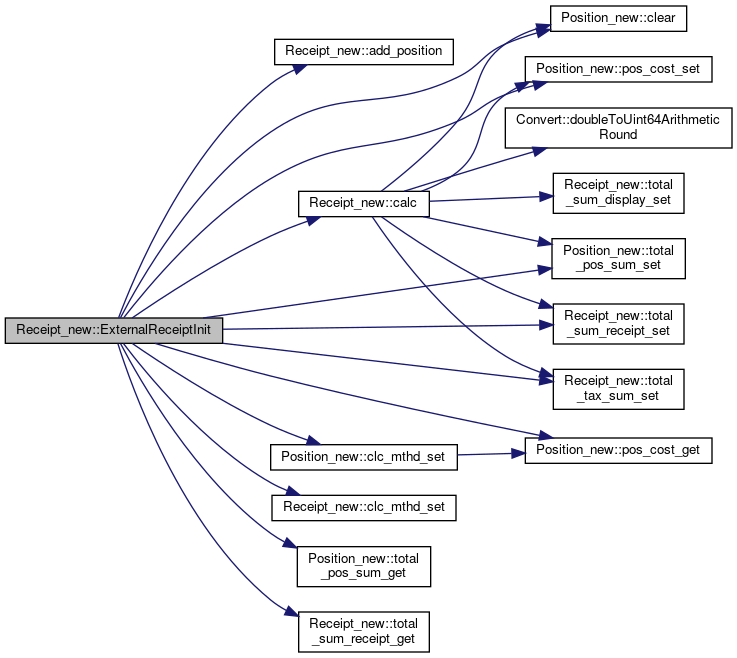 Position_new::clear
Receipt_new::add_position
Position_new::pos_cost_set
Convert::doubleToUint64Arithmetic
Round
Receipt_new::calc
Receipt_new::total
_sum_display_set
Position_new::total
_pos_sum_set
Receipt_new::ExternalReceiptInit
Receipt_new::total
_sum_receipt_set
Receipt_new::total
_tax_sum_set
Position_new::clc_mthd_set
Position_new::pos_cost_get
Receipt_new::clc_mthd_set
Position_new::total
_pos_sum_get
Receipt_new::total
_sum_receipt_get